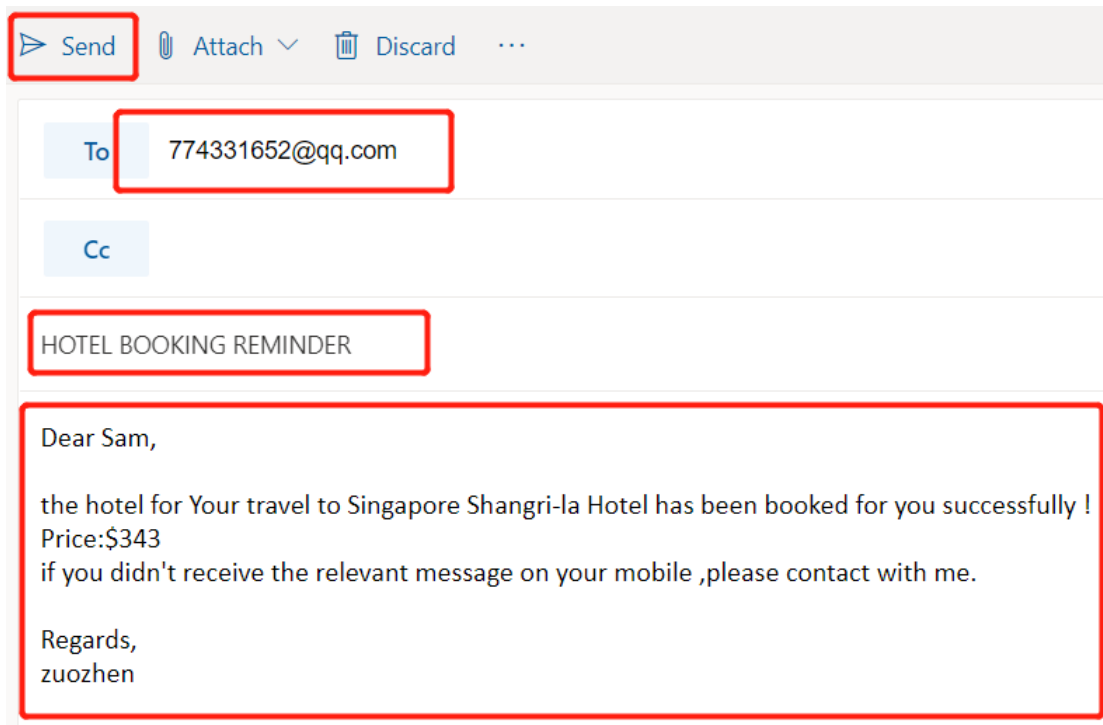 Send Attach Discard ...
To 774331652@qq.com
Cc
HOTEL BOOKING REMINDER
Dear Sam,
the hotel for Your travel to Singapore Shangri-la Hotel has been booked for you successfully !
Price:$343
if you didn't receive the relevant message on your mobile ,please contact with me.
Regards,
zuozhen